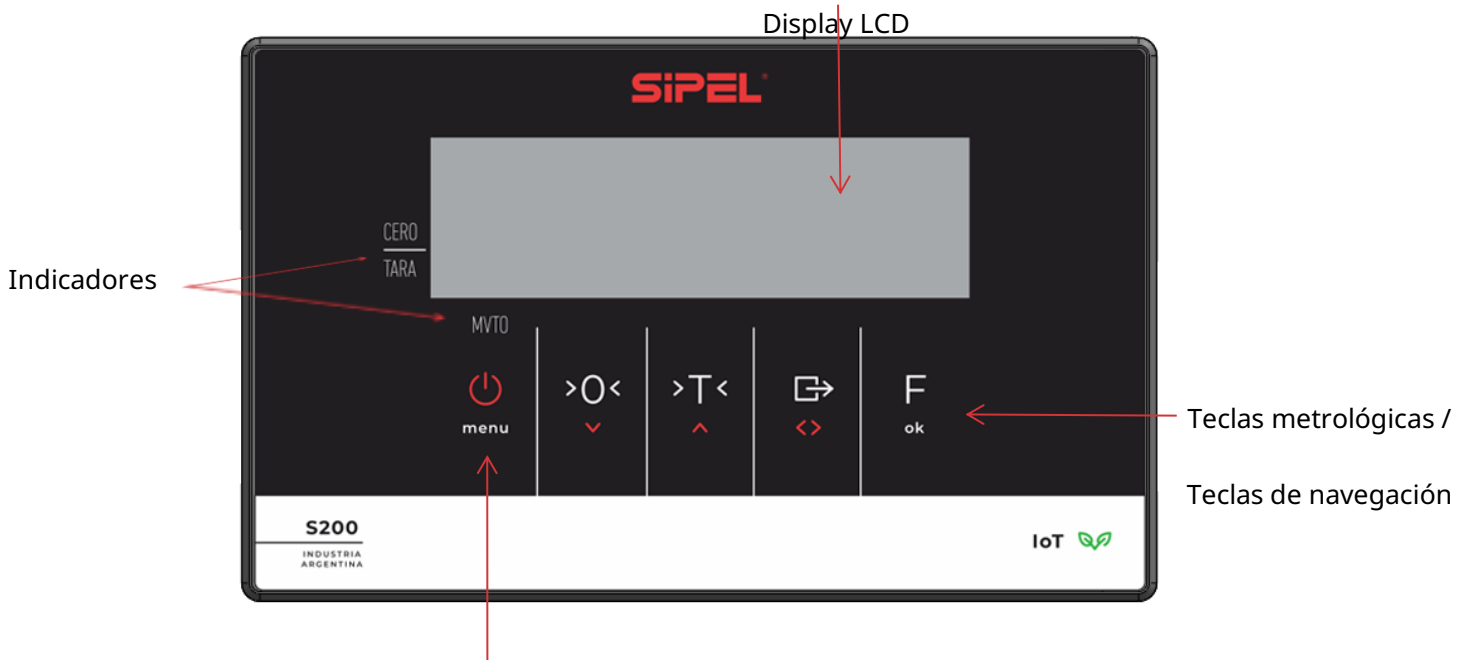 Display LCD
SiPEL
CERO
TARA
Indicadores
MVTO
>0< >T< F
menu ok
Teclas metrológicas /
Teclas de navegación
S200
INDUSTRIA
ARGENTINA
IoT